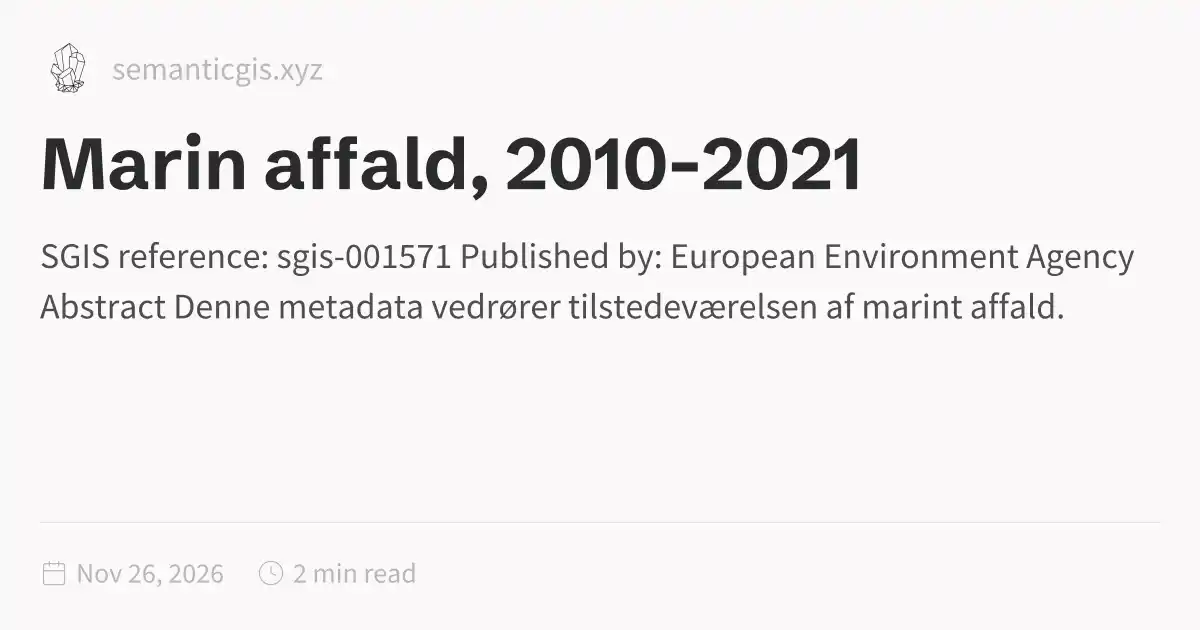 semanticgis.xyz
Marin affald, 2010-2021
SGIS reference: sgis-001571 Published by: European Environment Agency
Abstract Denne metadata vedrører tilstedeværelsen af marint affald.
Nov 26, 2026
2 min read